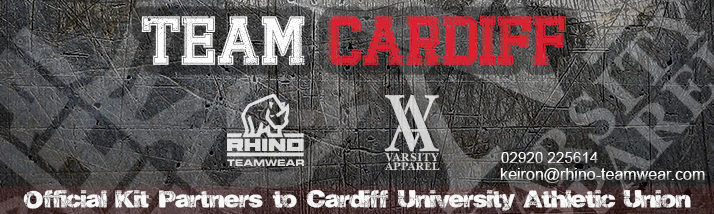 TEAM CARDIFF
RHINO
TEAMWEAR
VA
VARSITY
APPAREL
02920 225614
keiron@rhino-teamwear.com
Official Kit Partners to Cardiff University Athletic Union